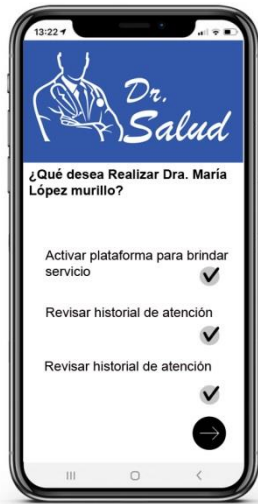 13:22
Dr.
Salud
¿Qué desea Realizar Dra. María
López murillo?
Activar plataforma para brindar
servicio
Revisar historial de atención
Revisar historial de atención